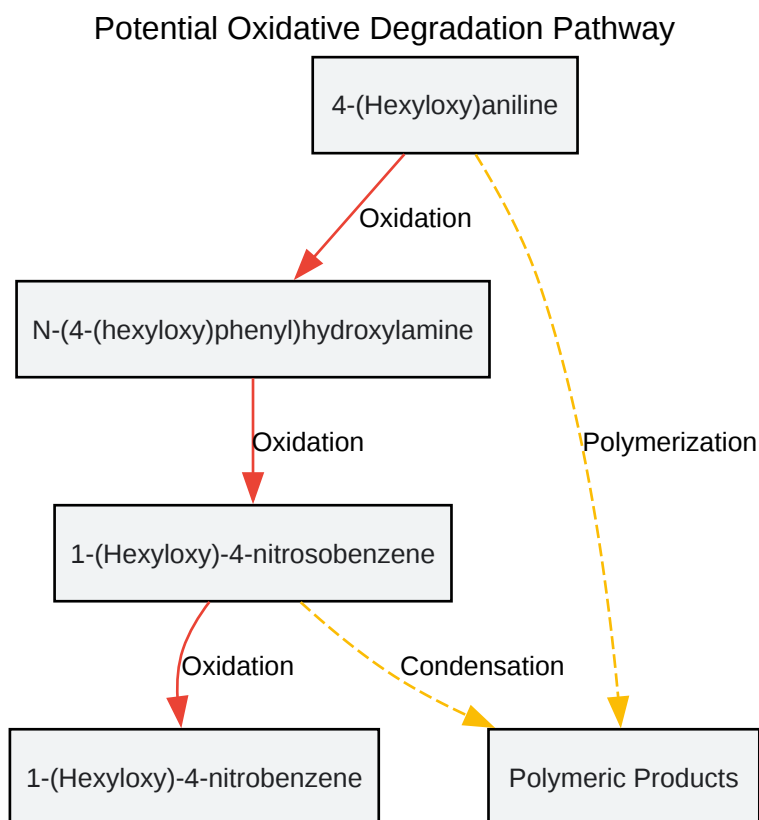 Potential Oxidative Degradation Pathway
4-(Hexyloxy)aniline
Oxidation
N-(4-(hexyloxy)phenyl)hydroxylamine
Oxidation
Polymerization
1-(Hexyloxy)-4-nitrosobenzene
Oxidation
Condensation
1-(Hexyloxy)-4-nitrobenzene
Polymeric Products